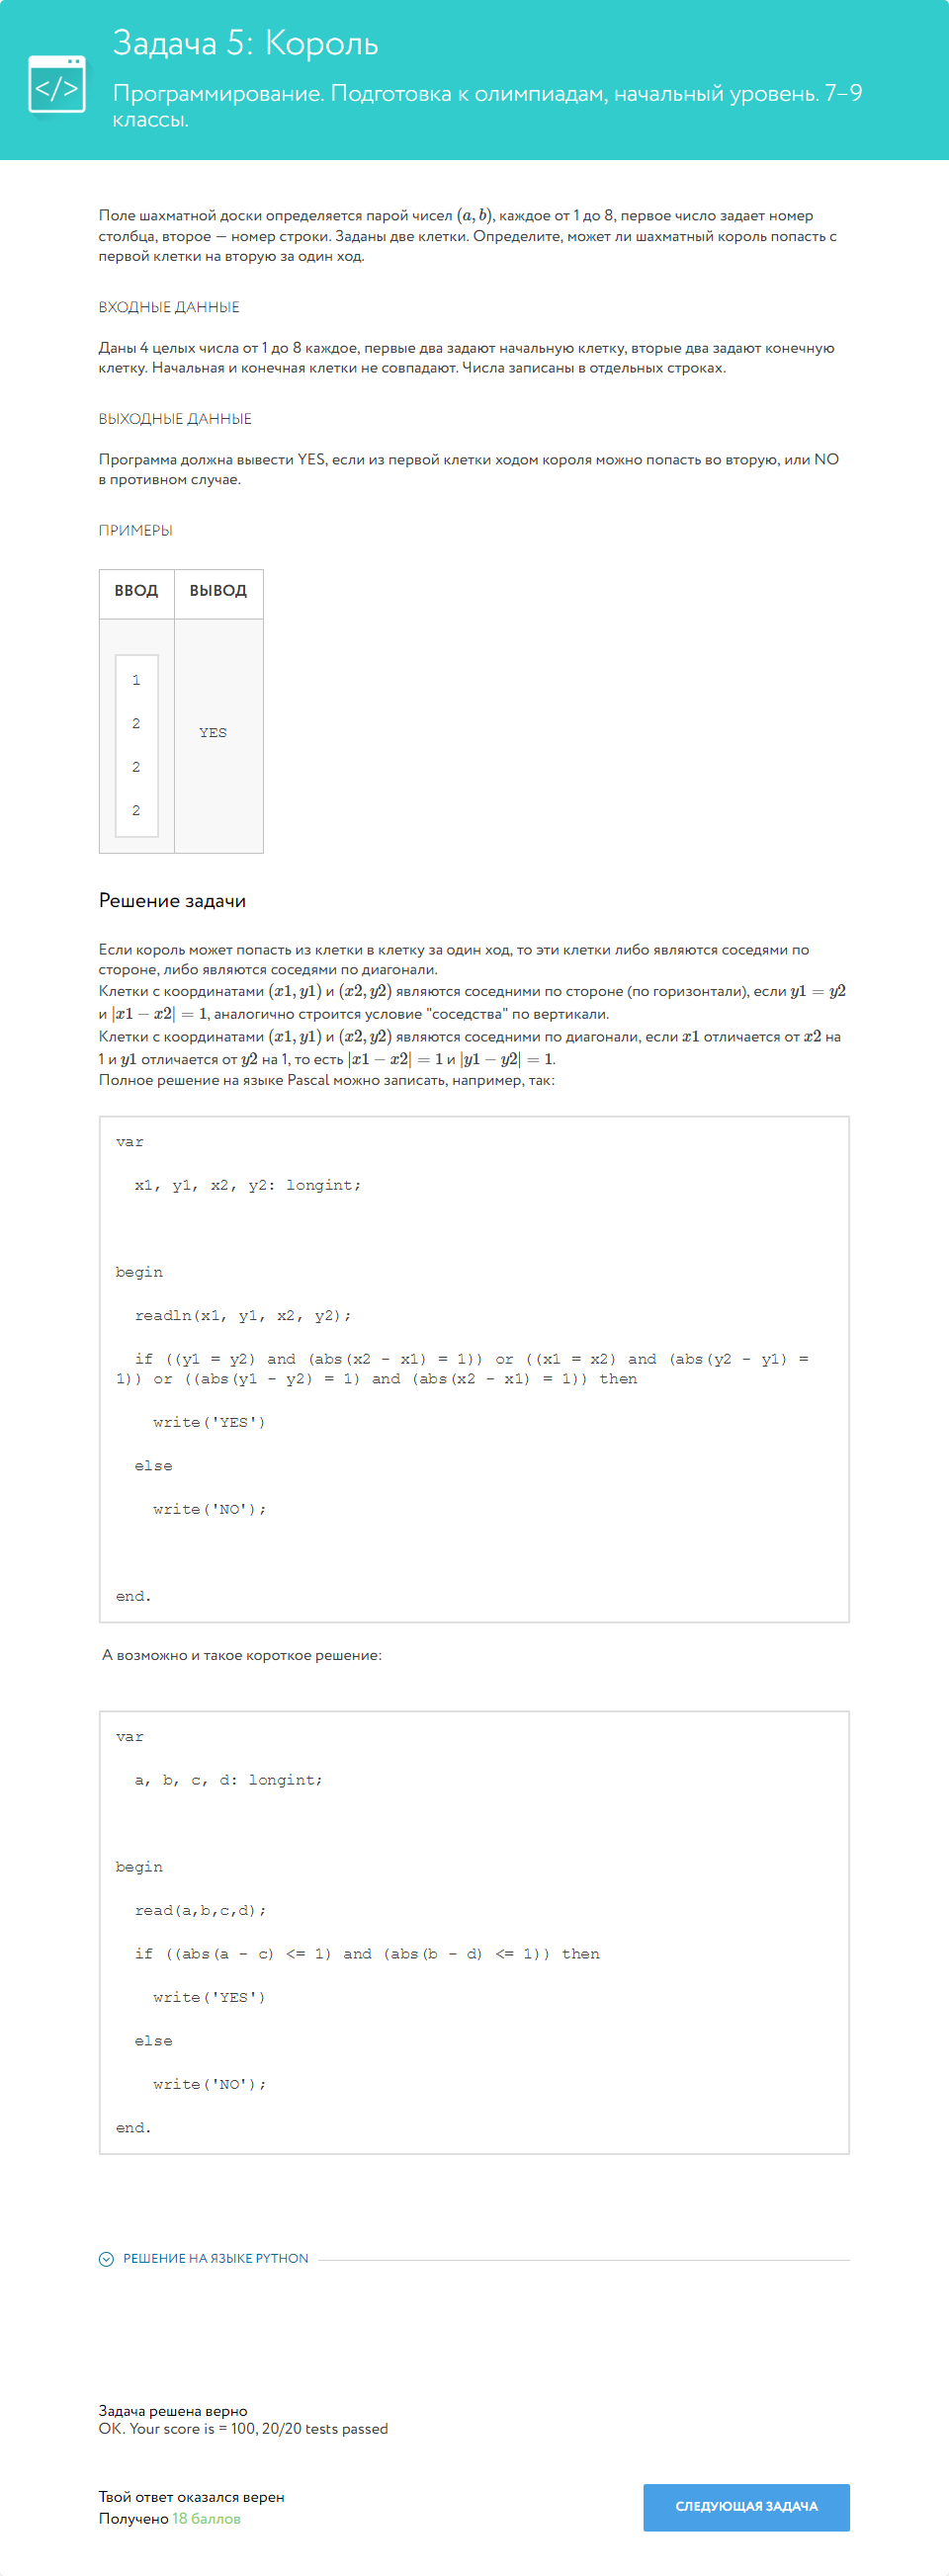 Задача 5: Король
</>
Программирование. Подготовка к олимпиадам, начальный уровень. 7–9
классы.
Поле шахматной доски определяется парой чисел (a, b), каждое от 1 до 8, первое число задает номер
столбца, второе — номер строки. Заданы две клетки. Определите, может ли шахматный король попасть с
первой клетки на вторую за один ход.
ВХОДНЫЕ ДАННЫЕ
Даны 4 целых числа от 1 до 8 каждое, первые два задают начальную клетку, вторые два задают конечную
клетку. Начальная и конечная клетки не совпадают. Числа записаны в отдельных строках.
ВЫХОДНЫЕ ДАННЫЕ
Программа должна вывести YES, если из первой клетки ходом короля можно попасть во вторую, или NO
в противном случае.
ПРИМЕРЫ
ВВОД ВЫВОД
1
2
YES
2
2
Решение задачи
Если король может попасть из клетки в клетку за один ход, то эти клетки либо являются соседями по
стороне, либо являются соседями по диагонали.
Клетки с координатами (x1, y1) и (x2, y2) являются соседними по стороне (по горизонтали), если y1 = y2
и |x1 − x2| = 1, аналогично строится условие "соседства" по вертикали.
Клетки с координатами (x1, y1) и (x2, y2) являются соседними по диагонали, если x1 отличается от x2 на
1 и y1 отличается от y2 на 1, то есть |x1 − x2| = 1 и |y1 − y2| = 1.
Полное решение на языке Pascal можно записать, например, так:
var
x1, y1, x2, y2: longint;
begin
readln(x1, y1, x2, y2);
if ((y1 = y2) and (abs(x2 - x1) = 1)) or ((x1 = x2) and (abs(y2 - y1) =
1)) or ((abs(y1 - y2) = 1) and (abs(x2 - x1) = 1)) then
write('YES')
else
write('NO');
end.
А возможно и такое короткое решение:
var
a, b, c, d: longint;
begin
read(a,b,c,d);
if ((abs(a - c) <= 1) and (abs(b - d) <= 1)) then
write('YES')
else
write('NO');
end.
РЕШЕНИЕ НА ЯЗЫКЕ PYTHON
Задача решена верно
OK. Your score is = 100, 20/20 tests passed
Твой ответ оказался верен
Получено 18 баллов
СЛЕДУЮЩАЯ ЗАДАЧА